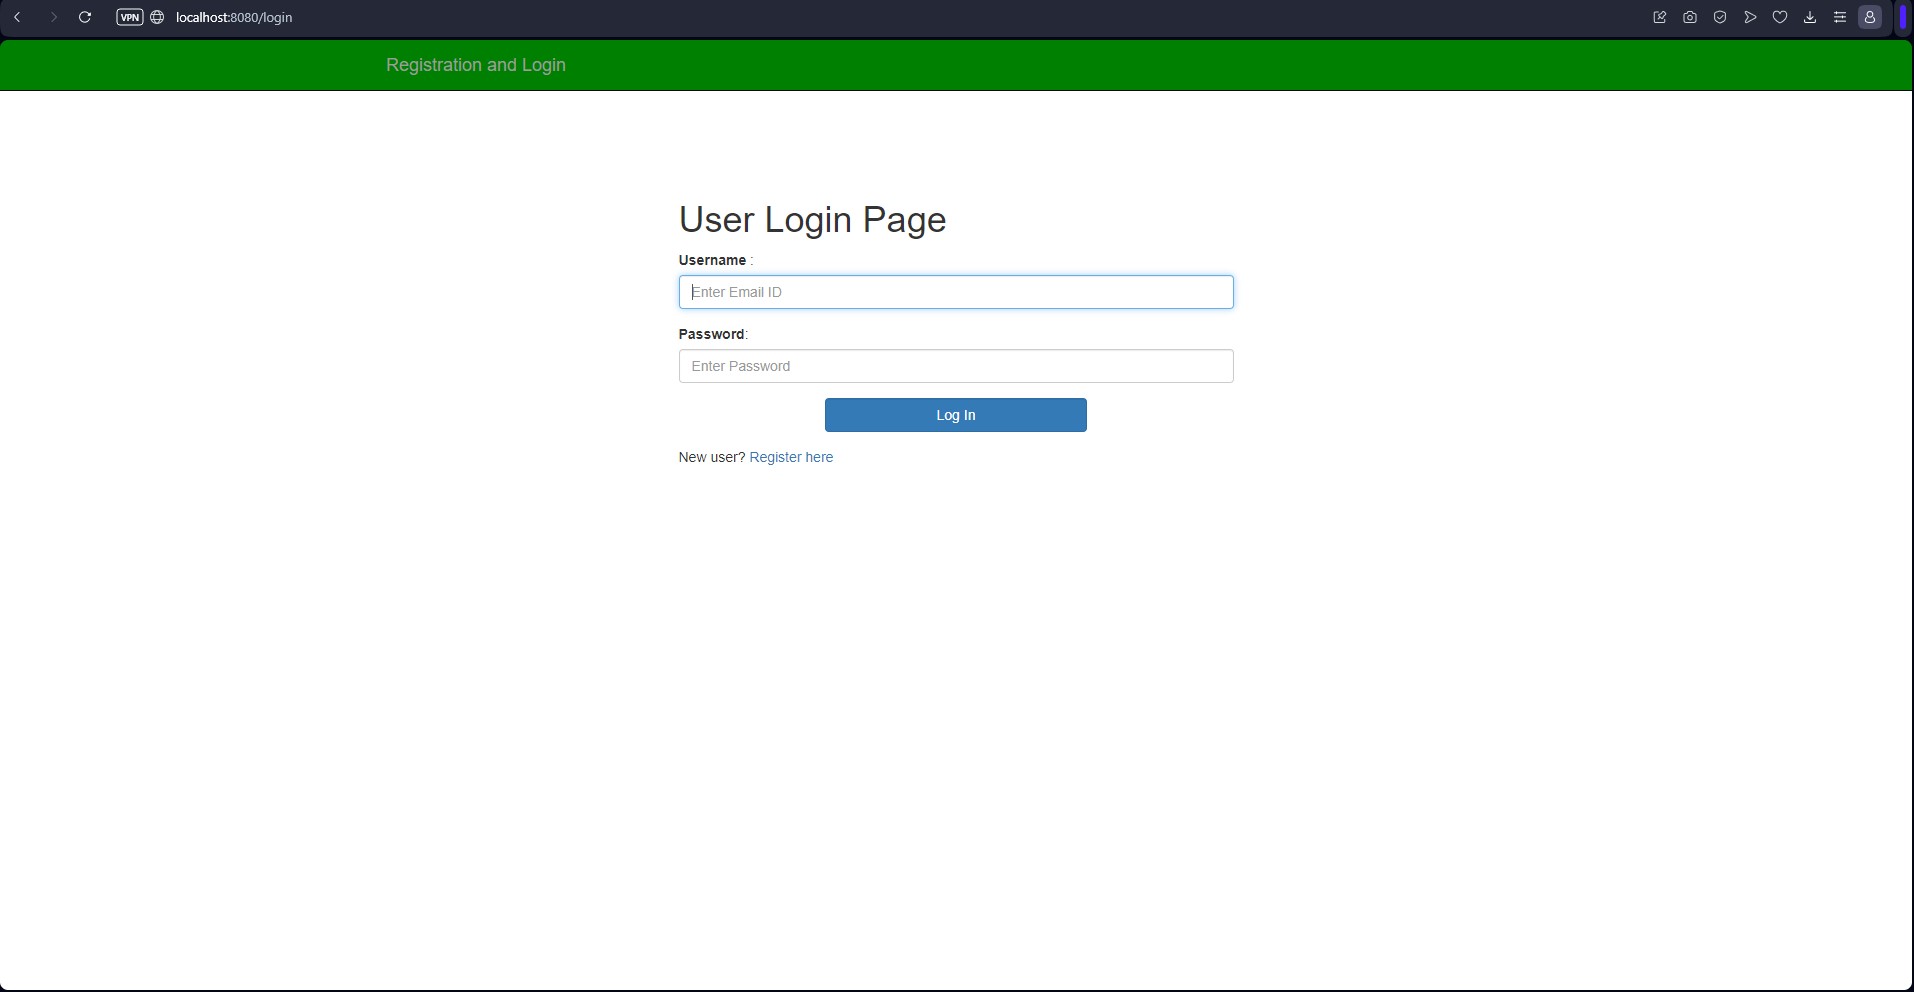 VPN localhost:8080/login
Registration and Login
User Login Page
Username :
Enter Email ID
Password:
Enter Password
Log In
New user? Register here